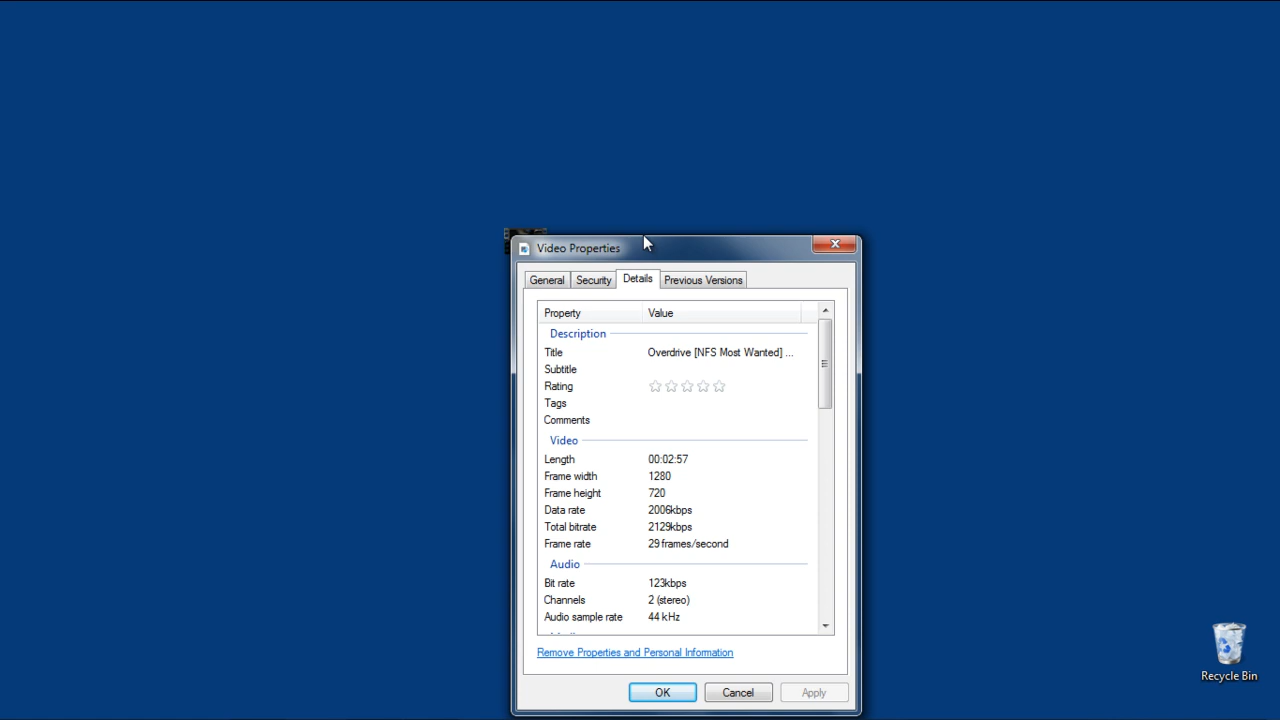 Video Properties
General Security Details Previous Versions
Property Value
Description
Title Overdrive [NFS Most Wanted] ...
Subtitle
Rating
Tags
Comments
Video
Length 00:02:57
Frame width 1280
Frame height 720
Data rate 2006kbps
Total bitrate 2129kbps
Frame rate 29 frames/second
Audio
Bit rate 123kbps
Channels 2 (stereo)
Audio sample rate 44 kHz
Remove Properties and Personal Information
OK Cancel Apply
Recycle Bin